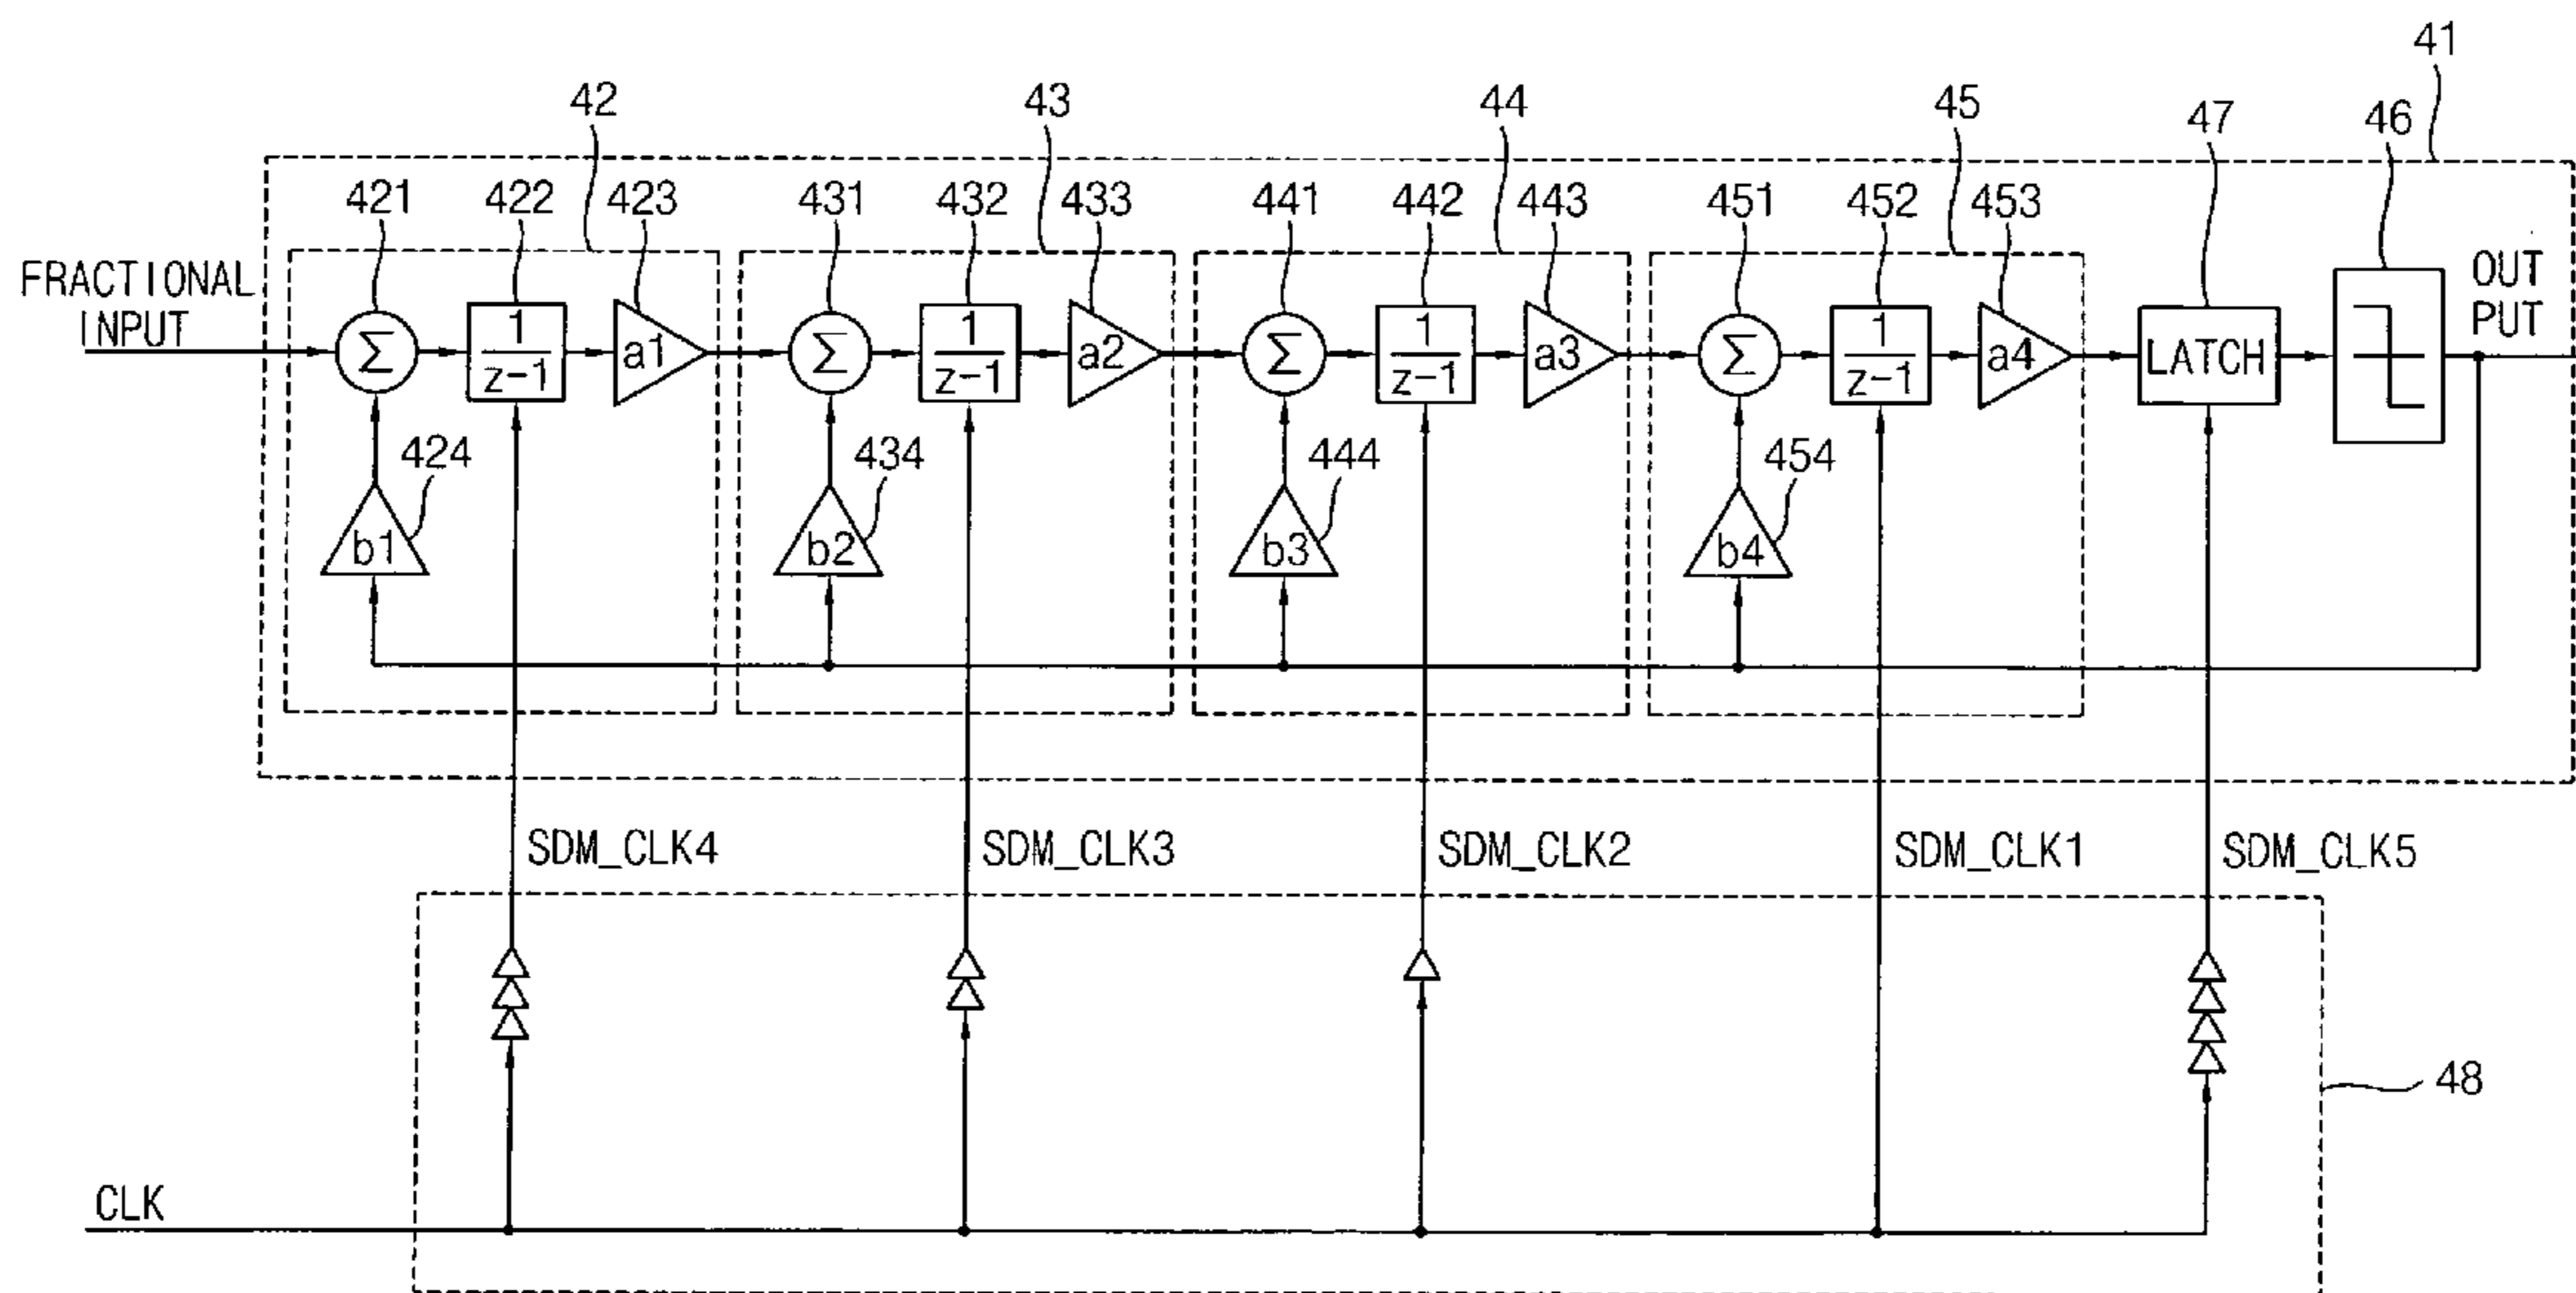 41
42
43
44
45
47
46
421
422
423
431
432
433
441
442
443
451
452
453
FRACTIONAL
INPUT
Σ
1
z-1
a1
Σ
1
z-1
a2
Σ
1
z-1
a3
Σ
1
z-1
a4
LATCH
OUT
PUT
424
434
444
454
b1
b2
b3
b4
SDM_CLK4
SDM_CLK3
SDM_CLK2
SDM_CLK1
SDM_CLK5
48
CLK